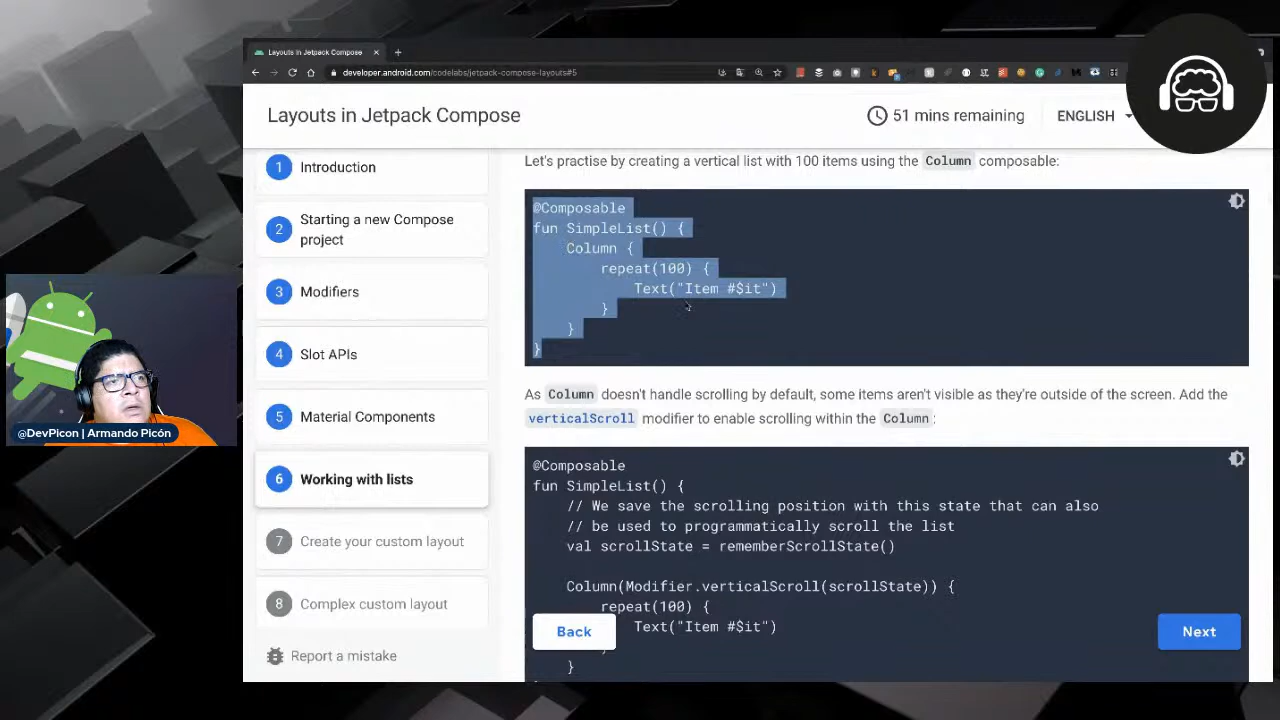 Layouts in Jetpack Compose
developer.android.com/codelabs/jetpack-compose-layouts#5
Layouts in Jetpack Compose
51 mins remaining
ENGLISH
1 Introduction
2 Starting a new Compose
project
3 Modifiers
4 Slot APIs
5 Material Components
6 Working with lists
7 Create your custom layout
8 Complex custom layout
Report a mistake
Let's practise by creating a vertical list with 100 items using the Column composable:
@Composable
fun SimpleList() {
Column {
repeat(100) {
Text("Item #$it")
}
}
}
As Column doesn't handle scrolling by default, some items aren't visible as they're outside of the screen. Add the
verticalScroll modifier to enable scrolling within the Column:
@Composable
fun SimpleList() {
// We save the scrolling position with this state that can also
// be used to programmatically scroll the list
val scrollState = rememberScrollState()
Column(Modifier.verticalScroll(scrollState)) {
repeat(100) {
Text("Item #$it")
}
}
Back
Next
@DevPicon | Armando Picón